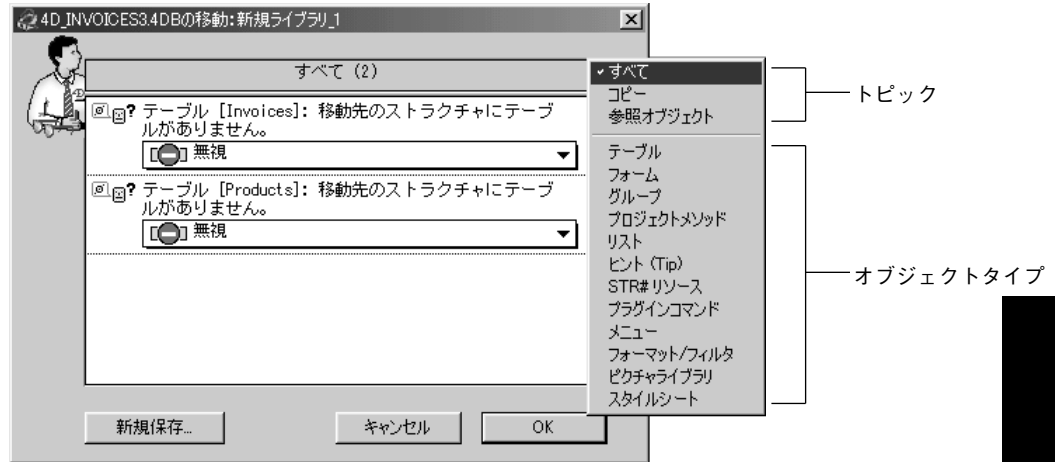 4D_INVOICES3.4DBの移動:新規ライブラリ_1
すべて (2)
テーブル [Invoices]: 移動先のストラクチャにテーブ
ルがありません。
無視
テーブル [Products]: 移動先のストラクチャにテーブ
ルがありません。
無視
新規保存...
キャンセル
OK
すべて
コピー
参照オブジェクト
テーブル
フォーム
グループ
プロジェクトメソッド
リスト
ヒント (Tip)
STR# リソース
プラグインコマンド
メニュー
フォーマット/フィルタ
ピクチャライブラリ
スタイルシート
トピック
オブジェクトタイプ